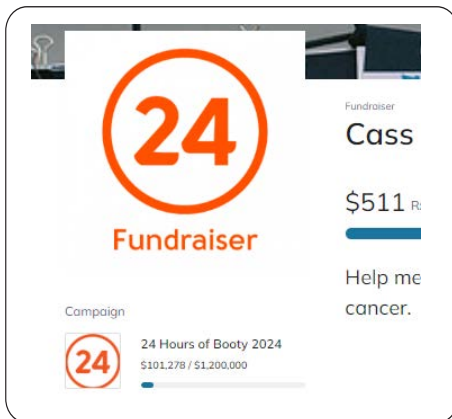 24
Fundraiser
Fundraiser
Cass
$511
Help me
cancer.
Campaign
24
24 Hours of Booty 2024
$101,278 / $1,200,000